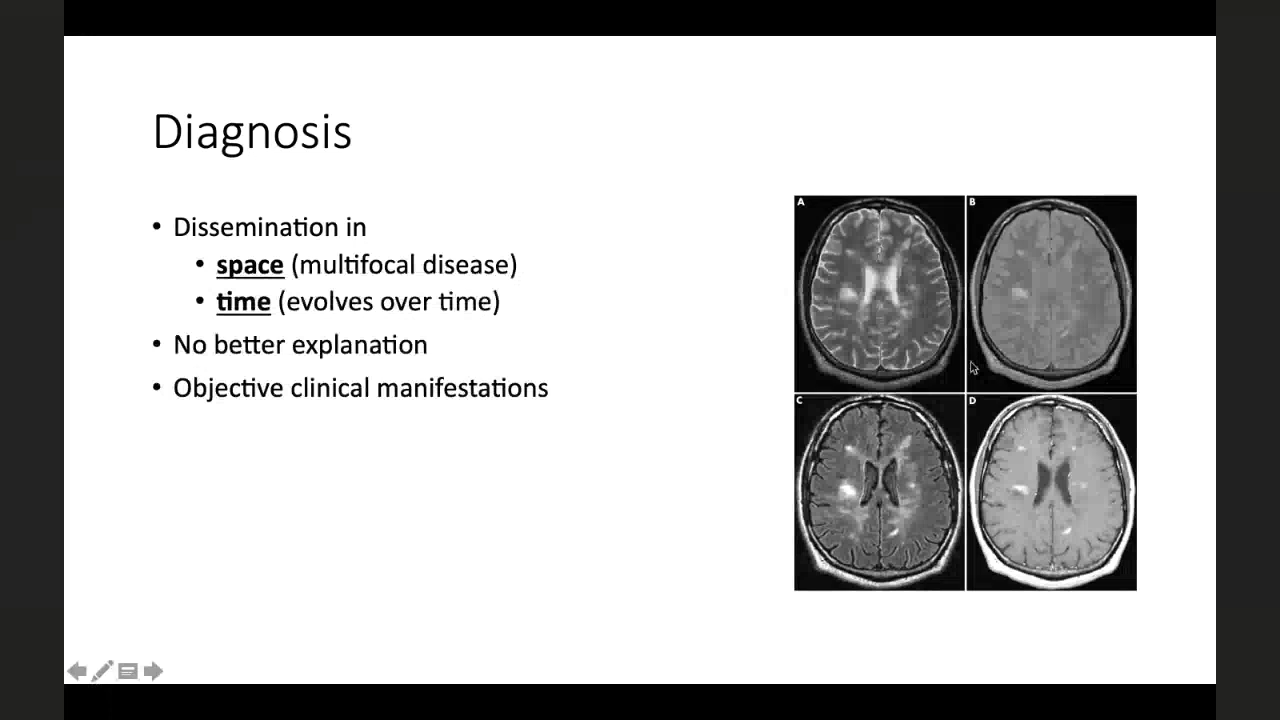 Diagnosis
• Dissemination in
• space (multifocal disease)
• time (evolves over time)
• No better explanation
• Objective clinical manifestations
A
B
C
D